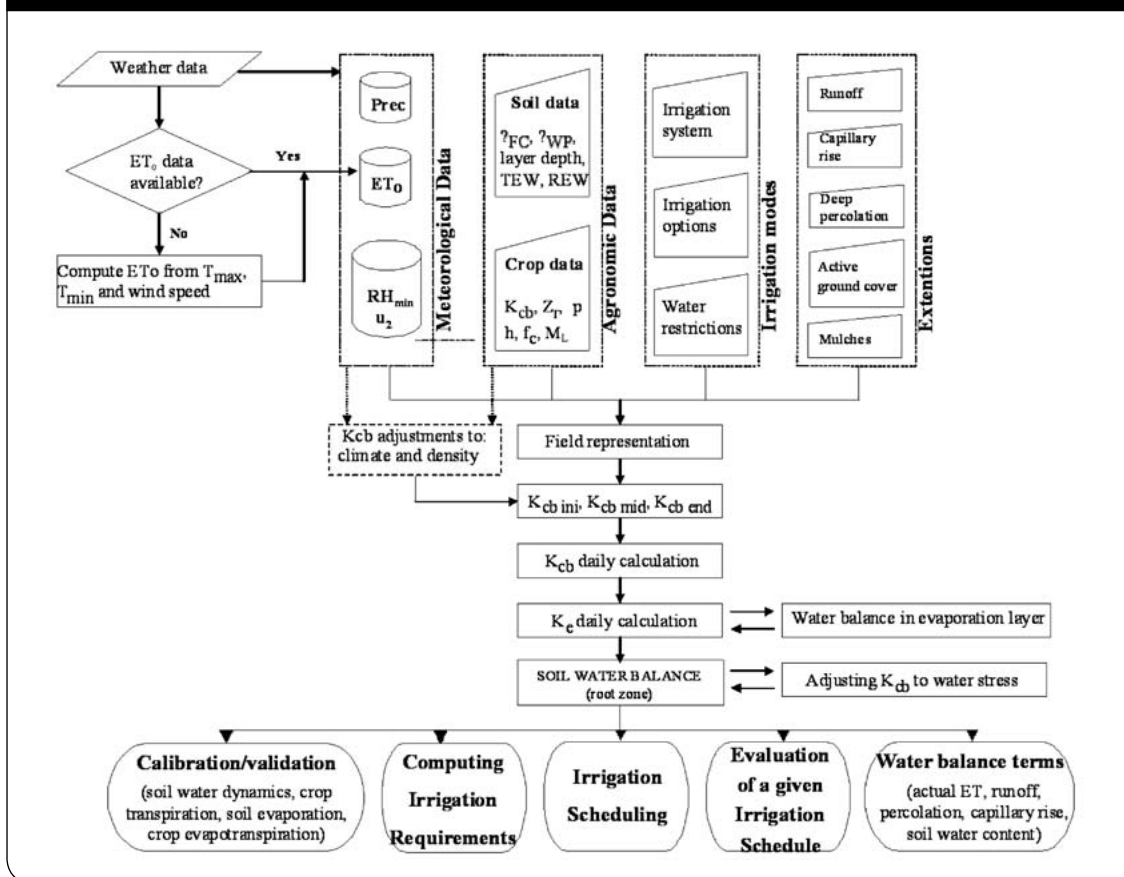 Weather data
ET₀ data
available?
Yes
No
Compute ETo from Tmax,
Tmin and wind speed
Prec
ET₀
RHmin
u₂
Meteorological Data
Soil data
?FC, ?WP,
layer depth,
TEW, REW
Crop data
Kcb, Zr, p
h, fc, ML
Agronomic Data
Irrigation
system
Irrigation
options
Water
restrictions
Irrigation modes
Runoff
Capillary
rise
Deep
percolation
Active
ground cover
Mulches
Extentions
Kcb adjustments to:
climate and density
Field representation
Kcb ini, Kcb mid, Kcb end
Kcb daily calculation
Ke daily calculation
Water balance in evaporation layer
SOIL WATER BALANCE
(root zone)
Adjusting Kcb to water stress
Calibration/validation
(soil water dynamics, crop
transpiration, soil evaporation,
crop evapotranspiration)
Computing
Irrigation
Requirements
Irrigation
Scheduling
Evaluation
of a given
Irrigation
Schedule
Water balance terms
(actual ET, runoff,
percolation, capillary rise,
soil water content)